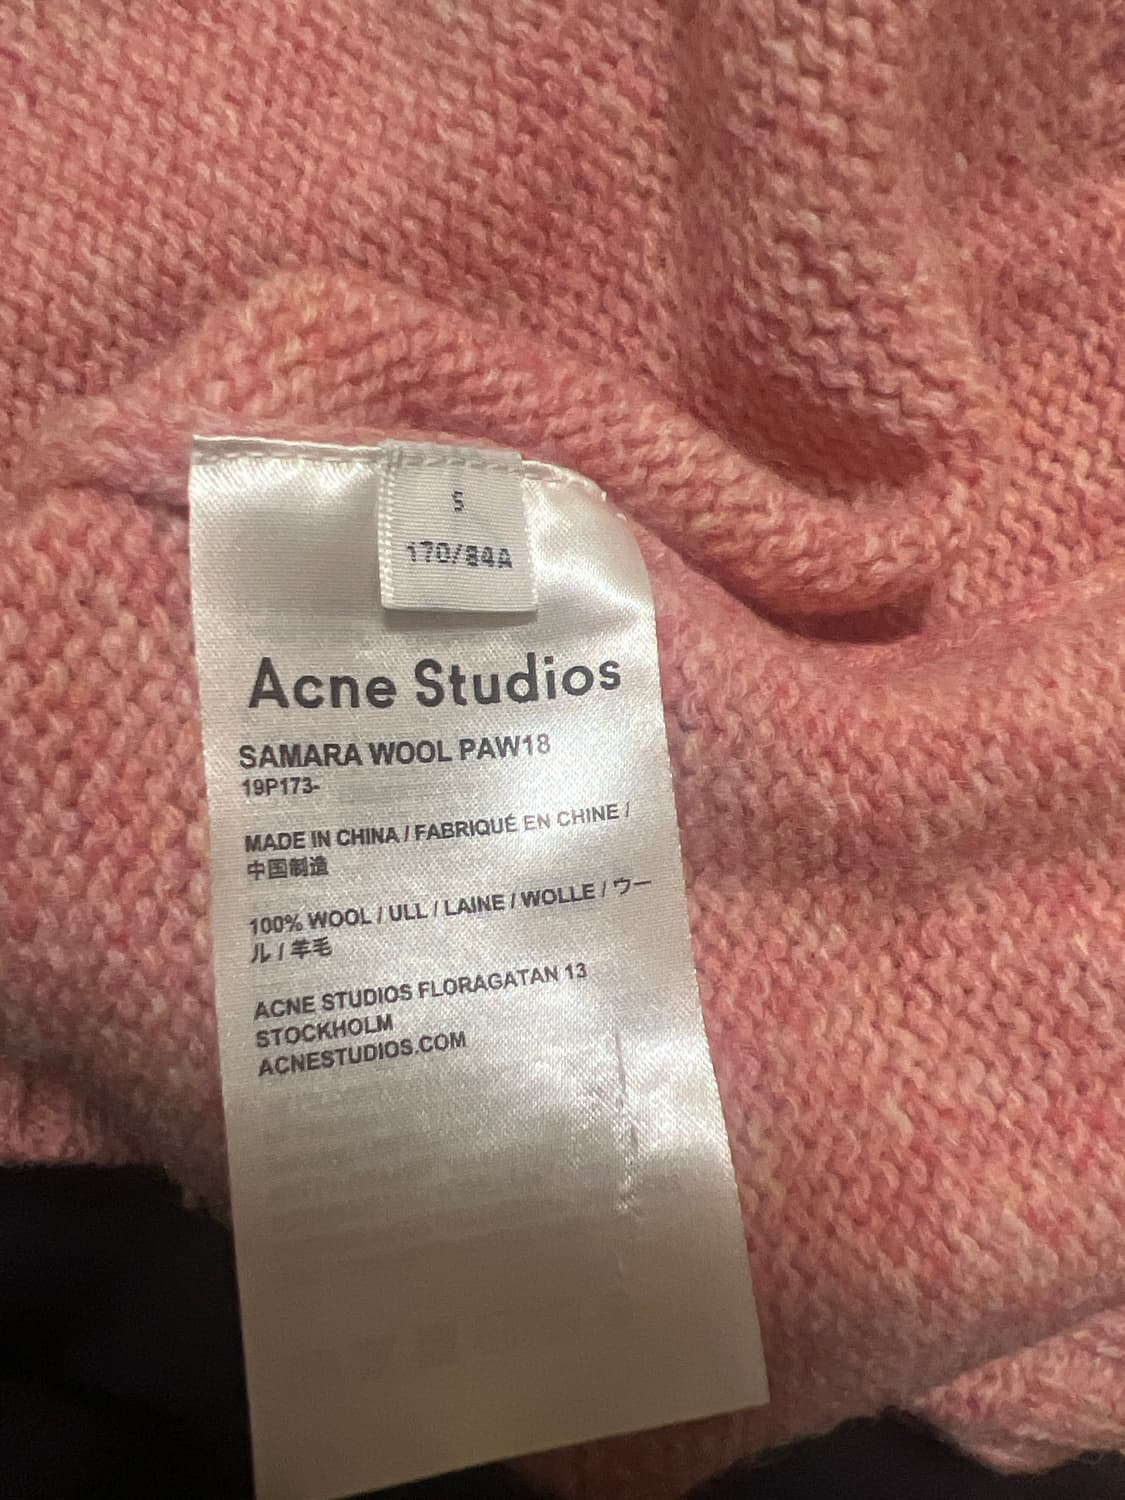 S
170/84A
Acne Studios
SAMARA WOOL PAW18
19P173-
MADE IN CHINA / FABRIQUÉ EN CHINE /
中国制造
100% WOOL / ULL / LAINE / WOLLE / ウー
ル / 羊毛
ACNE STUDIOS FLORAGATAN 13
STOCKHOLM
ACNESTUDIOS.COM